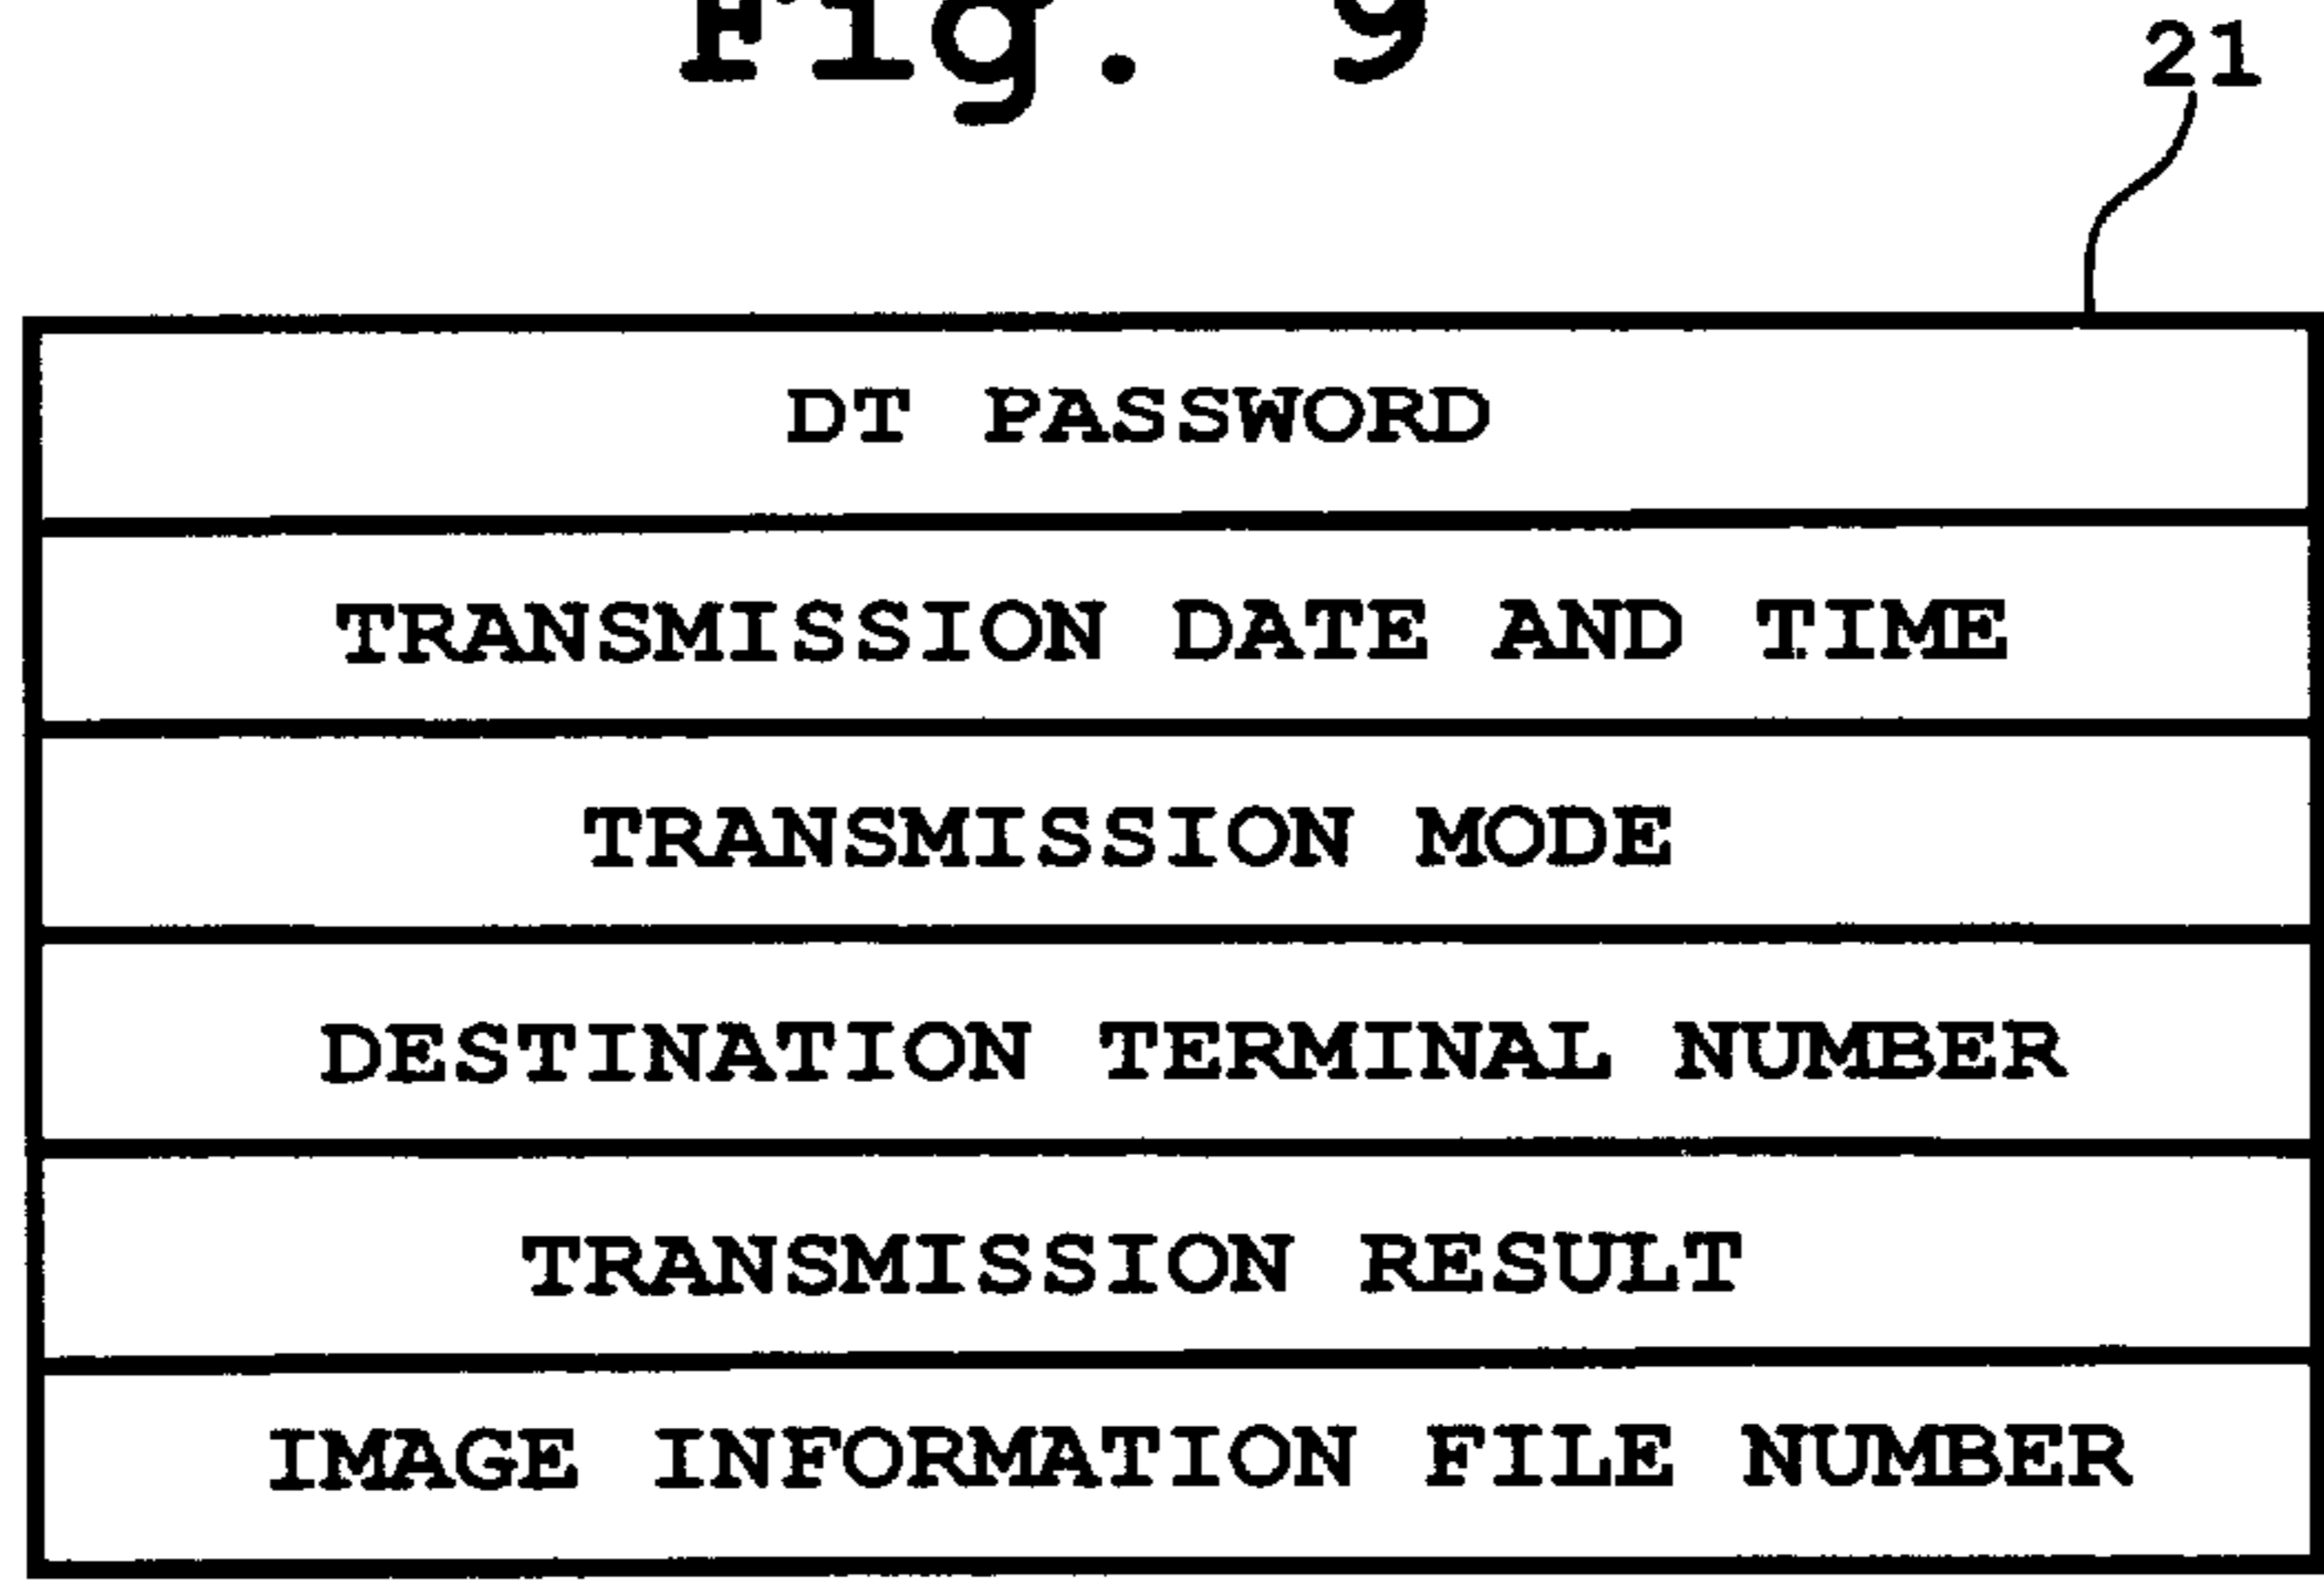 Fig. 9
21
DT PASSWORD
TRANSMISSION DATE AND TIME
TRANSMISSION MODE
DESTINATION TERMINAL NUMBER
TRANSMISSION RESULT
IMAGE INFORMATION FILE NUMBER